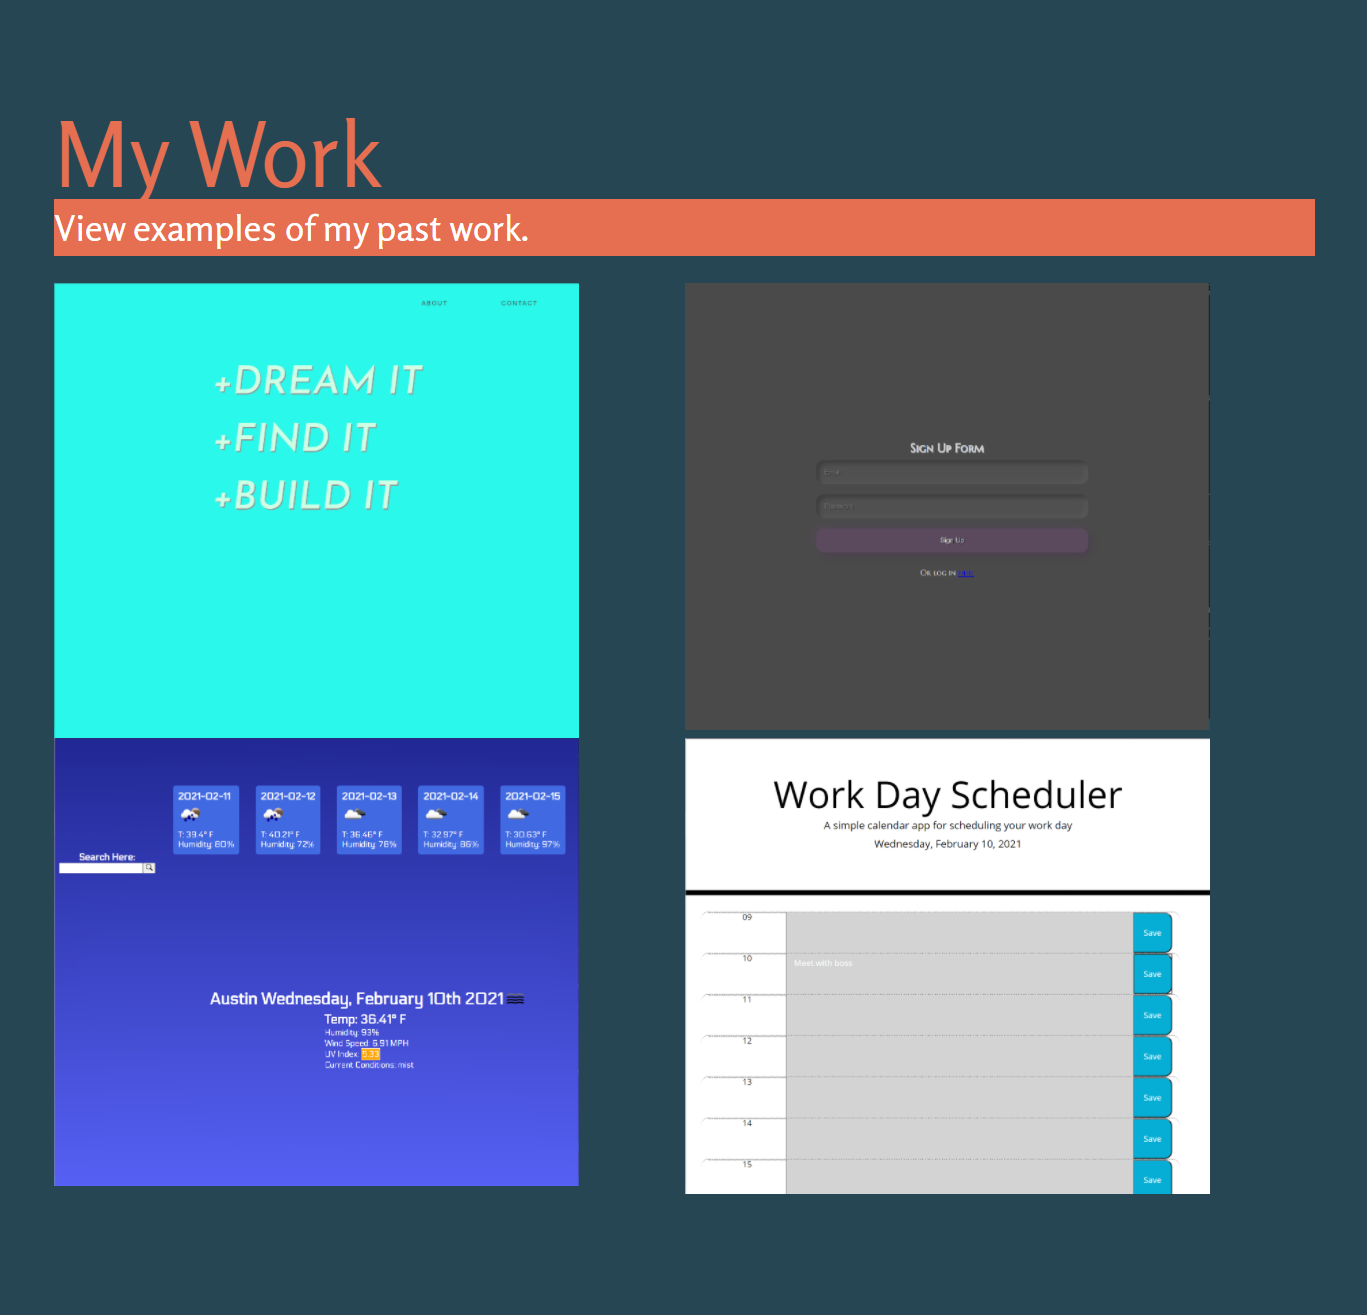 My Work
View examples of my past work.
ABOUT CONTACT
+DREAM IT
+FIND IT
+BUILD IT
Sign Up Form
Email
Password
Sign Up
Or log in
2021-02-11
T: 39.4° F
Humidity: 80%
2021-02-12
T: 40.21° F
Humidity: 72%
2021-02-13
T: 36.46° F
Humidity: 78%
2021-02-14
T: 32.97° F
Humidity: 86%
2021-02-15
T: 30.63° F
Humidity: 97%
Search Here:
Austin Wednesday, February 10th 2021
Temp: 36.41° F
Humidity: 93%
Wind Speed: 6.91 MPH
UV Index: 5.33
Current Conditions: mist
Work Day Scheduler
A simple calendar app for scheduling your work day
Wednesday, February 10, 2021
09 Save
10 Meet with boss Save
11 Save
12 Save
13 Save
14 Save
15 Save